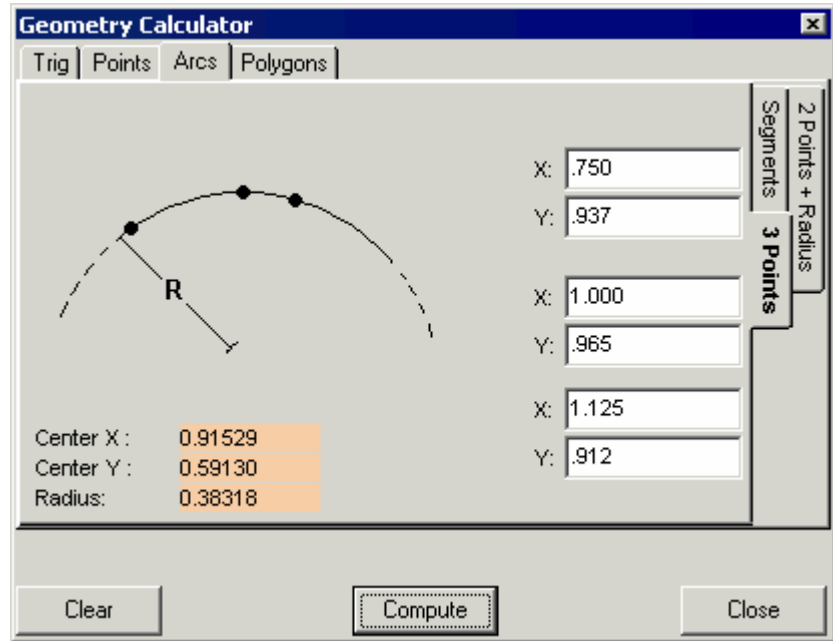 Geometry Calculator
Trig Points Arcs Polygons
Segments
2 Points + Radius
3 Points
R
X: .750
Y: .937
X: 1.000
Y: .965
X: 1.125
Y: .912
Center X : 0.91529
Center Y : 0.59130
Radius: 0.38318
Clear Compute Close